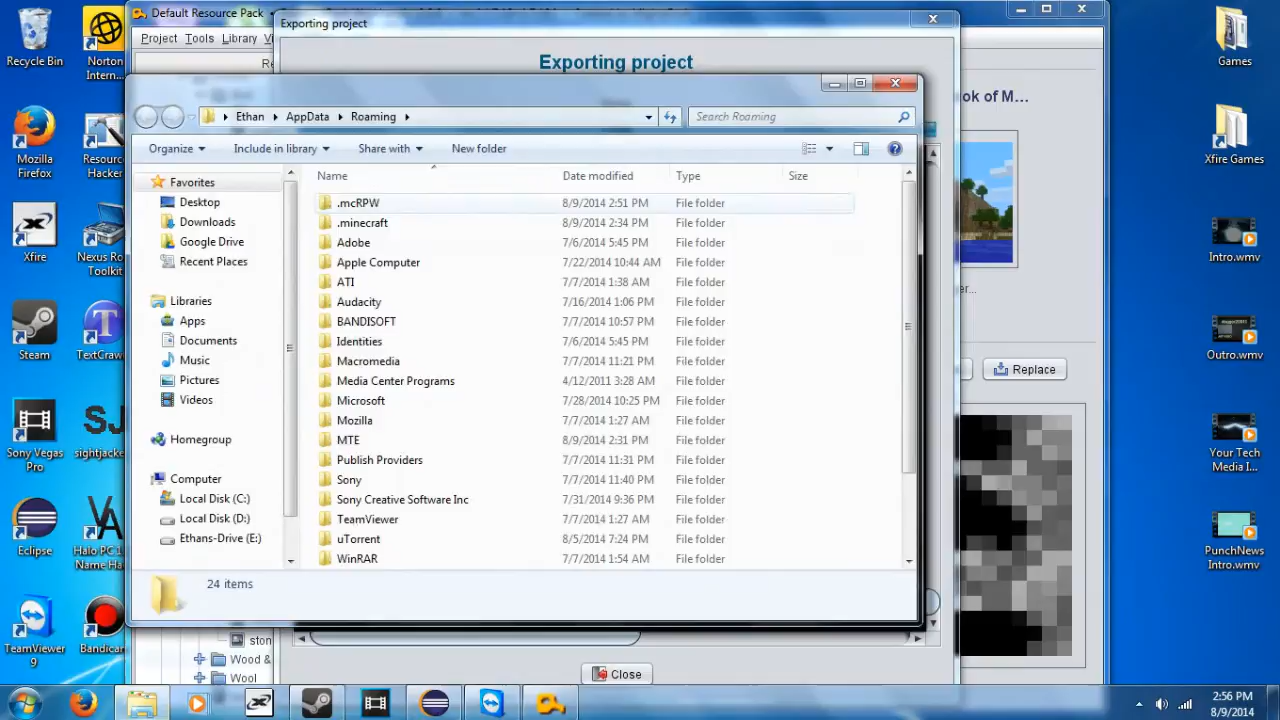 Recycle Bin
Norton
Intern...
Mozilla
Firefox
Resource
Hacker
Xfire
Nexus Roo
Toolkit
Steam
TextCraw
Sony Vegas
Pro
sightjacke
Eclipse
Halo PC 1
Name Ha
TeamViewer
9
Bandicam
Default Resource Pack
Project Tools Library Vi
Exporting project
Exporting project
Ethan AppData Roaming
Search Roaming
Organize Include in library Share with New folder
Favorites
Desktop
Downloads
Google Drive
Recent Places
Libraries
Apps
Documents
Music
Pictures
Videos
Homegroup
Computer
Local Disk (C:)
Local Disk (D:)
Ethans-Drive (E:)
Name Date modified Type Size
.mcRPW 8/9/2014 2:51 PM File folder
.minecraft 8/9/2014 2:34 PM File folder
Adobe 7/6/2014 5:45 PM File folder
Apple Computer 7/22/2014 10:44 AM File folder
ATI 7/7/2014 1:38 AM File folder
Audacity 7/16/2014 1:06 PM File folder
BANDISOFT 7/7/2014 10:57 PM File folder
Identities 7/6/2014 5:45 PM File folder
Macromedia 7/7/2014 11:21 PM File folder
Media Center Programs 4/12/2011 3:28 AM File folder
Microsoft 7/28/2014 10:25 PM File folder
Mozilla 7/7/2014 1:27 AM File folder
MTE 8/9/2014 2:31 PM File folder
Publish Providers 7/7/2014 11:31 PM File folder
Sony 7/7/2014 11:40 PM File folder
Sony Creative Software Inc 7/31/2014 9:36 PM File folder
TeamViewer 7/7/2014 1:27 AM File folder
uTorrent 8/5/2014 7:24 PM File folder
WinRAR 7/7/2014 1:54 AM File folder
24 items
ston
Wood &
Wool
Close
ok of M...
er...
Replace
Games
Xfire Games
Intro.wmv
Outro.wmv
Your Tech
Media I...
PunchNews
Intro.wmv
2:56 PM
8/9/2014